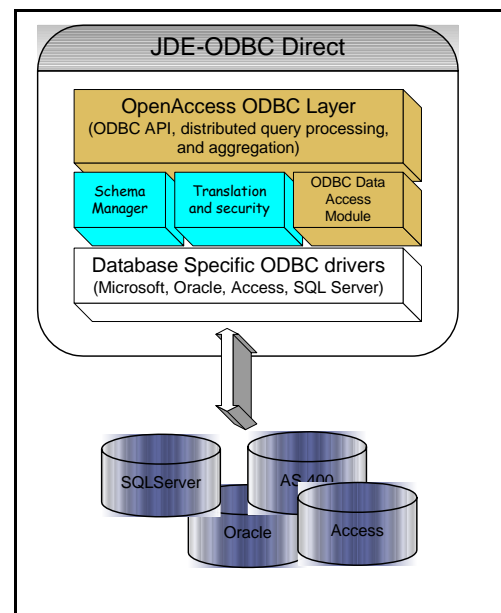 JDE-ODBC Direct
OpenAccess ODBC Layer
(ODBC API, distributed query processing,
and aggregation)
Schema
Manager
Translation
and security
ODBC Data
Access
Module
Database Specific ODBC drivers
(Microsoft, Oracle, Access, SQL Server)
SQLServer
AS 400
Oracle
Access